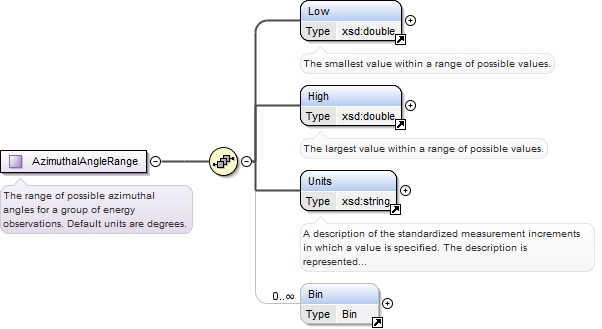 Low
Type xsd:double
The smallest value within a range of possible values.
High
Type xsd:double
The largest value within a range of possible values.
AzimuthalAngleRange
The range of possible azimuthal
angles for a group of energy
observations. Default units are degrees.
Units
Type xsd:string
A description of the standardized measurement increments
in which a value is specified. The description is
represented...
0..∞
Bin
Type Bin